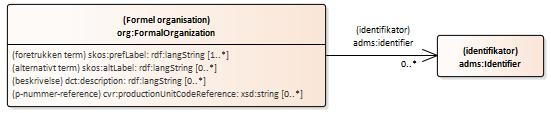 (Formel organisation)
org:FormalOrganization
(foretrukken term) skos:prefLabel: rdf:langString [1..*]
(alternativt term) skos:altLabel: rdf:langString [0..*]
(beskrivelse) dct:description: rdf:langString [0..*]
(p-nummer-reference) cvr:productionUnitCodeReference: xsd:string [0..*]
(identifikator)
adms:identifier
0..*
(identifikator)
adms:Identifier